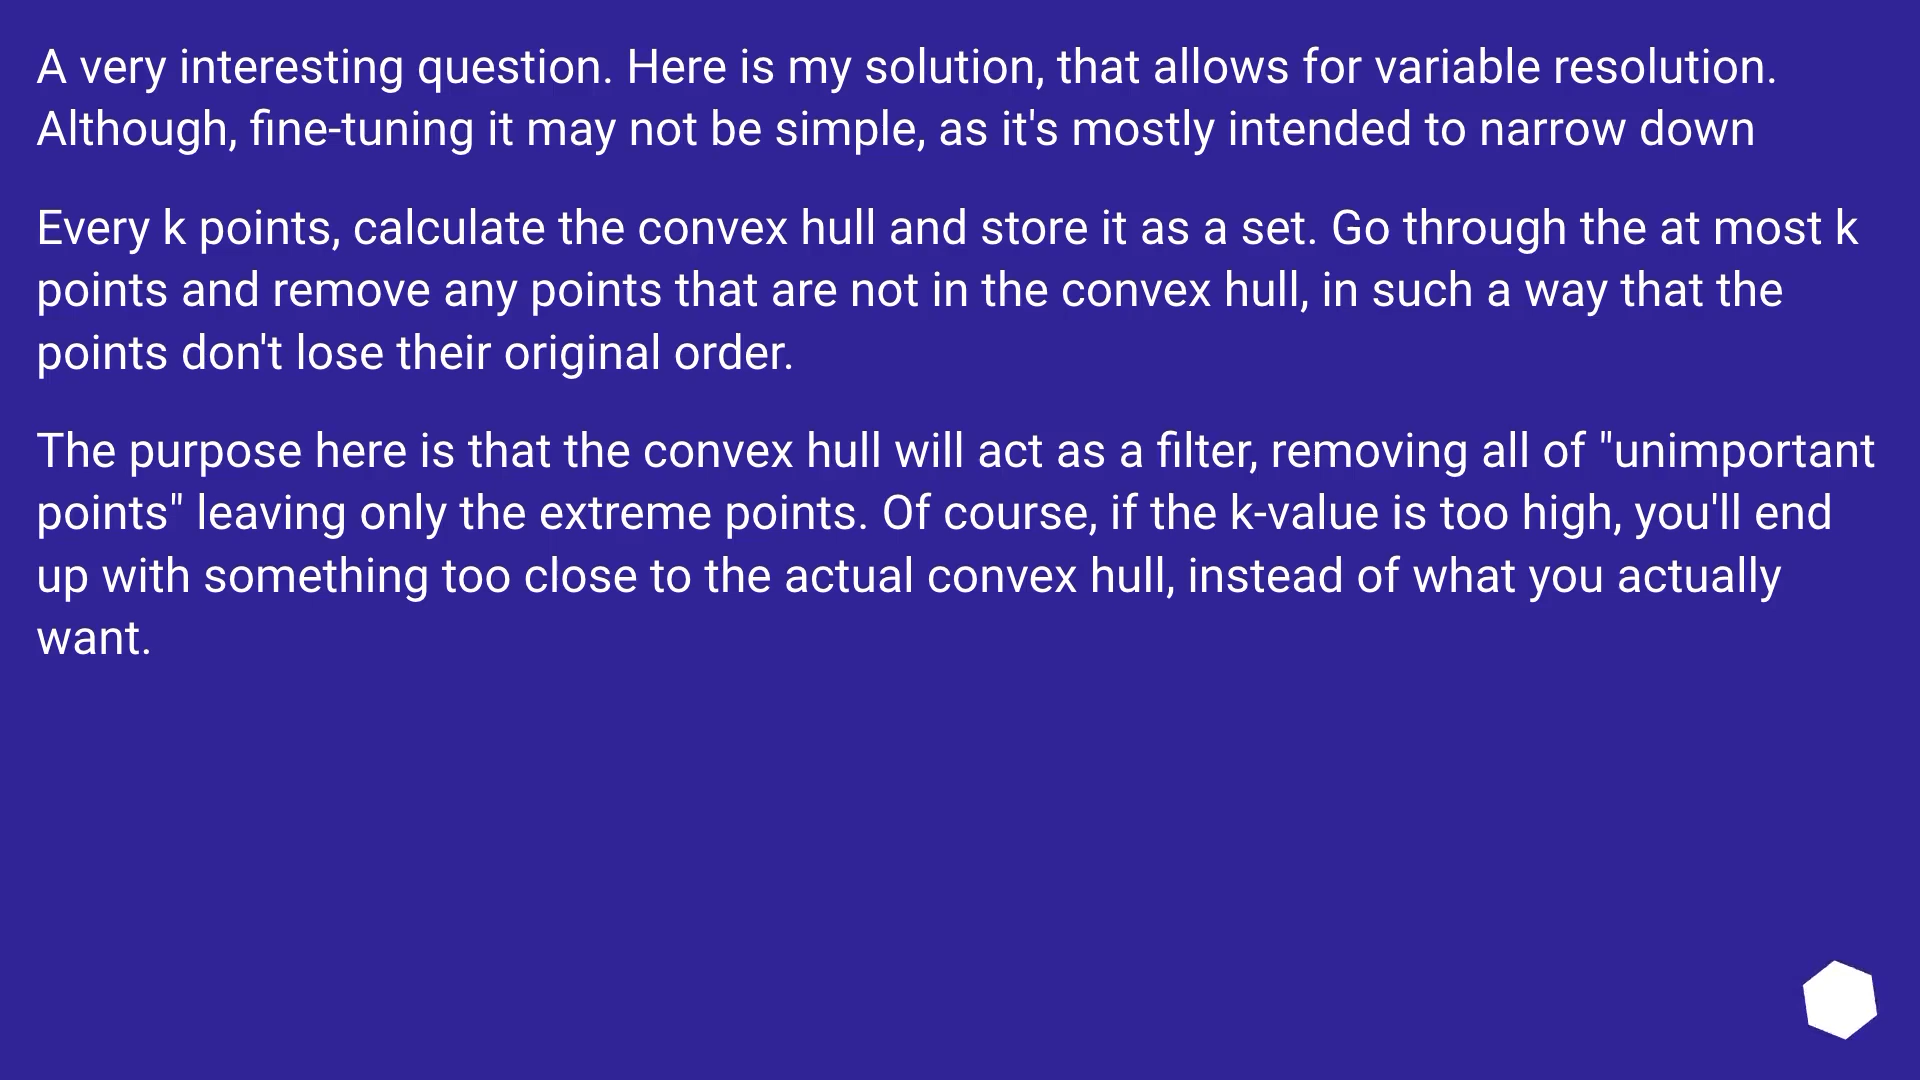 A very interesting question. Here is my solution, that allows for variable resolution.
Although, fine-tuning it may not be simple, as it's mostly intended to narrow down
Every k points, calculate the convex hull and store it as a set. Go through the at most k
points and remove any points that are not in the convex hull, in such a way that the
points don't lose their original order.
The purpose here is that the convex hull will act as a filter, removing all of "unimportant
points" leaving only the extreme points. Of course, if the k-value is too high, you'll end
up with something too close to the actual convex hull, instead of what you actually
want.